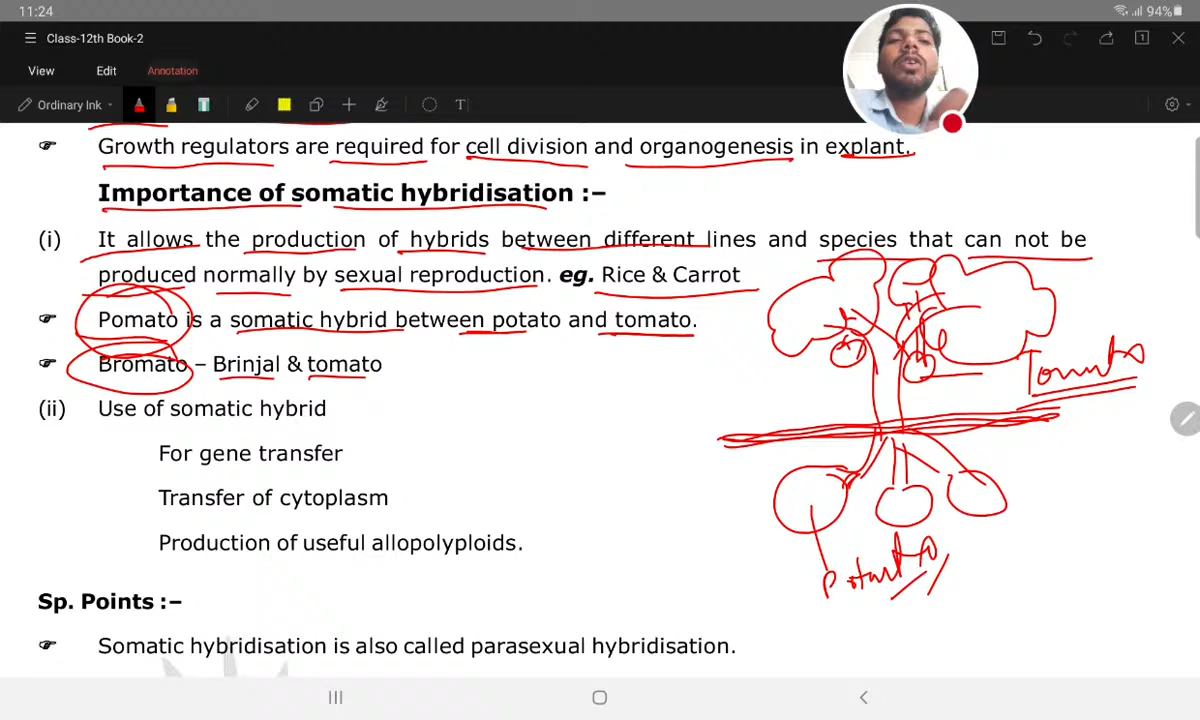 11:24
94%
Class-12th Book-2
1
View Edit Annotation
Ordinary Ink
T
☞ Growth regulators are required for cell division and organogenesis in explant.
Importance of somatic hybridisation :–
(i) It allows the production of hybrids between different lines and species that can not be
produced normally by sexual reproduction. eg. Rice & Carrot
☞ Pomato is a somatic hybrid between potato and tomato.
☞ Bromato – Brinjal & tomato
Tomato
(ii) Use of somatic hybrid
For gene transfer
Transfer of cytoplasm
Production of useful allopolyploids.
Potato
Sp. Points :–
☞ Somatic hybridisation is also called parasexual hybridisation.